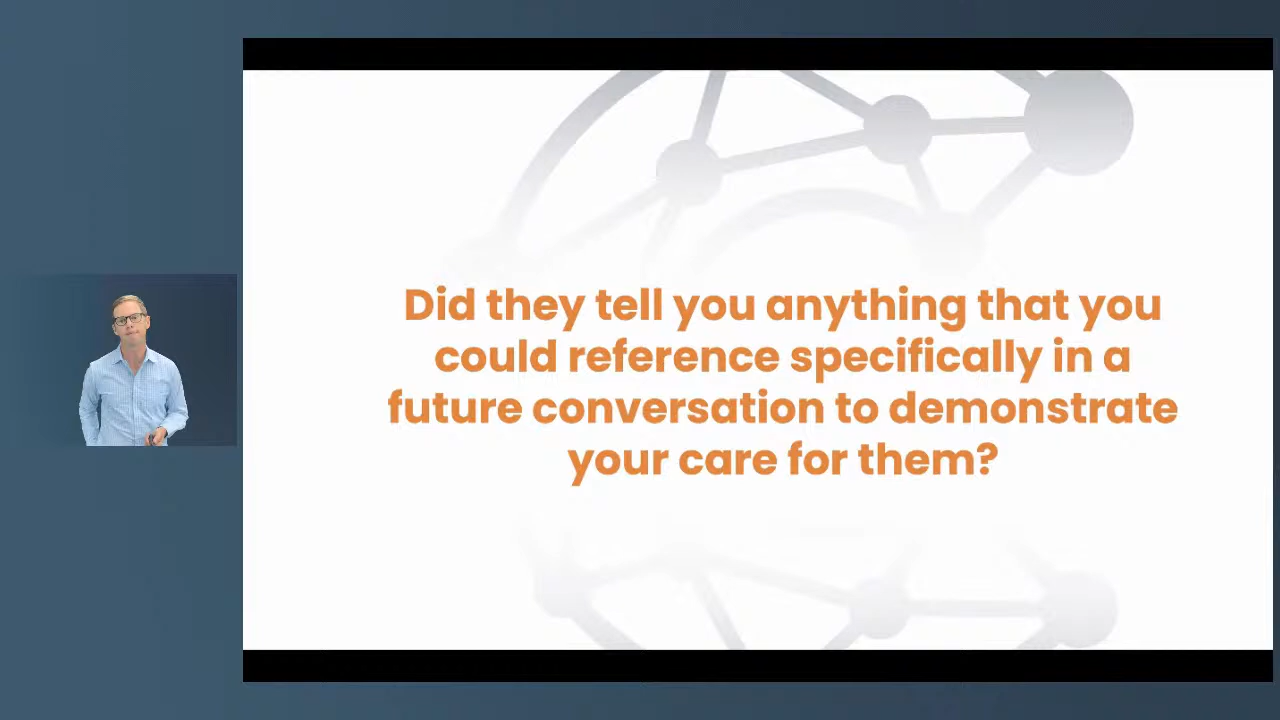 Did they tell you anything that you
could reference specifically in a
future conversation to demonstrate
your care for them?